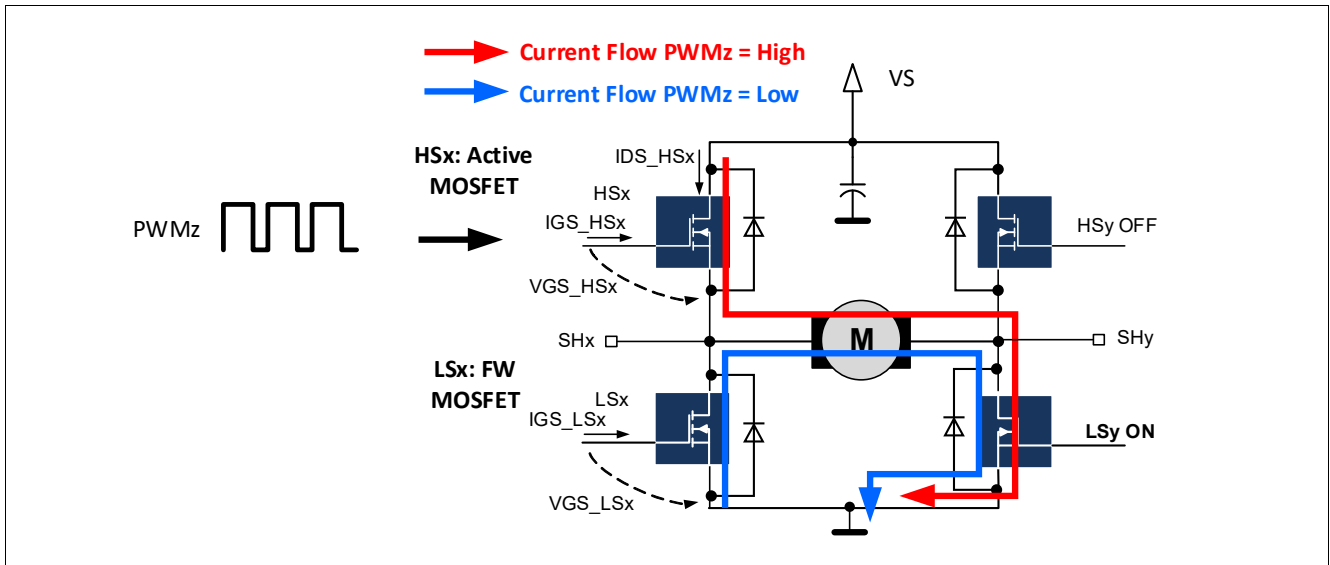 Current Flow PWMz = High
Current Flow PWMz = Low
VS
HSx: Active
MOSFET
IDS_HSx
HSx
PWMz
IGS_HSx
HSy OFF
VGS_HSx
SHx
M
SHy
LSx: FW
MOSFET
LSx
IGS_LSx
LSy ON
VGS_LSx